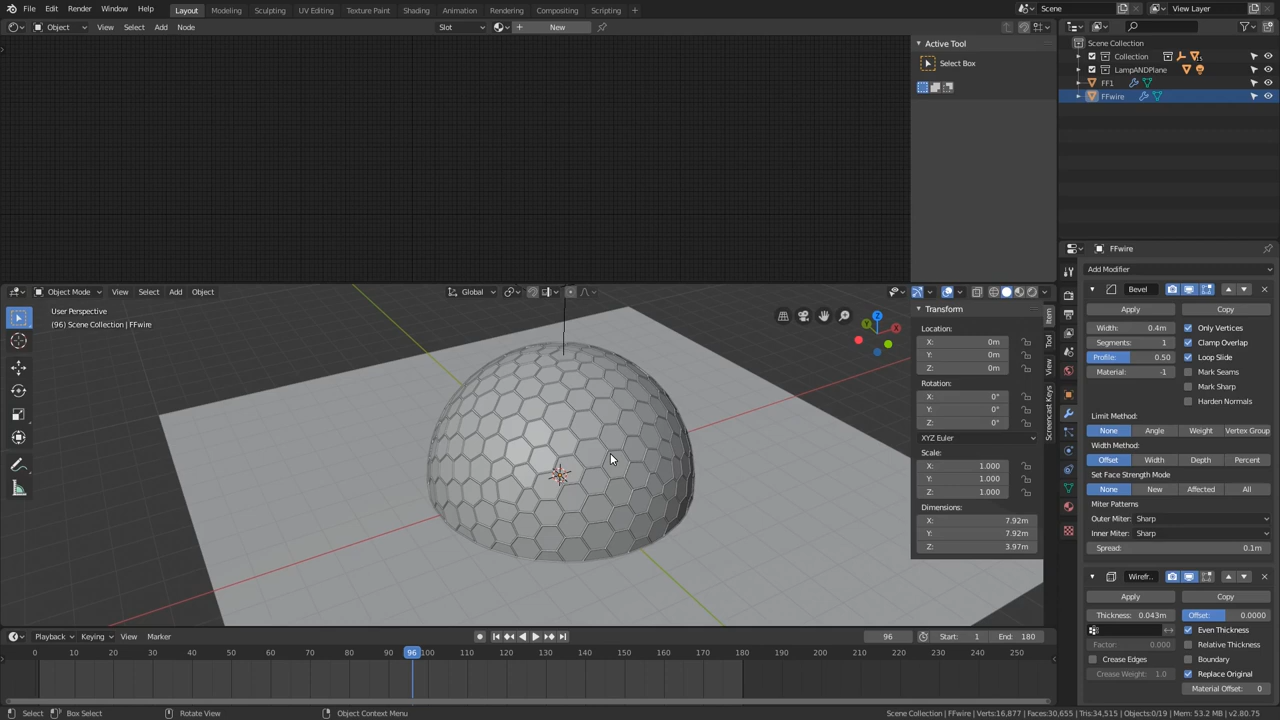 File Edit Render Window Help Layout Modeling Sculpting UV Editing Texture Paint Shading Animation Rendering Compositing Scripting + Scene View Layer
Object View Select Add Node Slot New
Active Tool
Select Box
Scene Collection
Collection 15
LampANDPlane
FF1
FFwire
Object Mode View Select Add Object Global
User Perspective
(96) Scene Collection | FFwire
Z
Y
X
Transform
Location:
X: 0m
Y: 0m
Z: 0m
Rotation:
X: 0°
Y: 0°
Z: 0°
XYZ Euler
Scale:
X: 1.000
Y: 1.000
Z: 1.000
Dimensions:
X: 7.92m
Y: 7.92m
Z: 3.97m
Item
Tool
View
Screencast Keys
FFwire
Add Modifier
Bevel
Apply Copy
Width: 0.4m Only Vertices
Segments: 1 Clamp Overlap
Profile: 0.50 Loop Slide
Material: -1 Mark Seams
Mark Sharp
Harden Normals
Limit Method:
None Angle Weight Vertex Group
Width Method:
Offset Width Depth Percent
Set Face Strength Mode
None New Affected All
Miter Patterns
Outer Miter: Sharp
Inner Miter: Sharp
Spread: 0.1m
Wirefr..
Apply Copy
Thickness: 0.043m Offset: 0.0000
Even Thickness
Factor: 0.000 Relative Thickness
Crease Edges Boundary
Crease Weight: 1.0 Replace Original
Material Offset: 0
Playback Keying View Marker 96 Start: 1 End: 180
0 10 20 30 40 50 60 70 80 90 96 100 110 120 130 140 150 160 170 180 190 200 210 220 230 240 250
Select Box Select Rotate View Object Context Menu Scene Collection | FFwire | Verts:16,877 | Faces:30,655 | Tris:34,515 | Objects:0/19 | Mem: 53.2 MB | v2.80.75